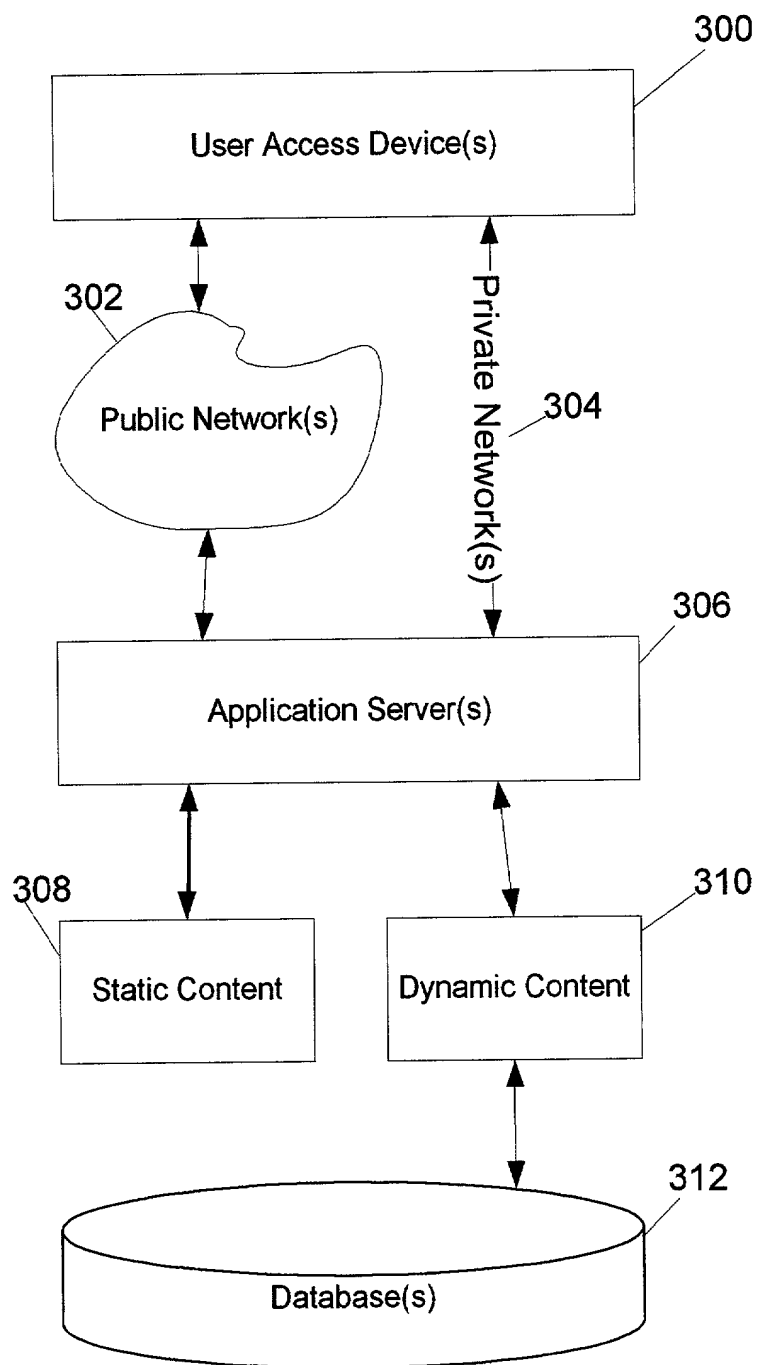 300
User Access Device(s)
302
Public Network(s)
Private Network(s)
304
306
Application Server(s)
308
Static Content
310
Dynamic Content
312
Database(s)